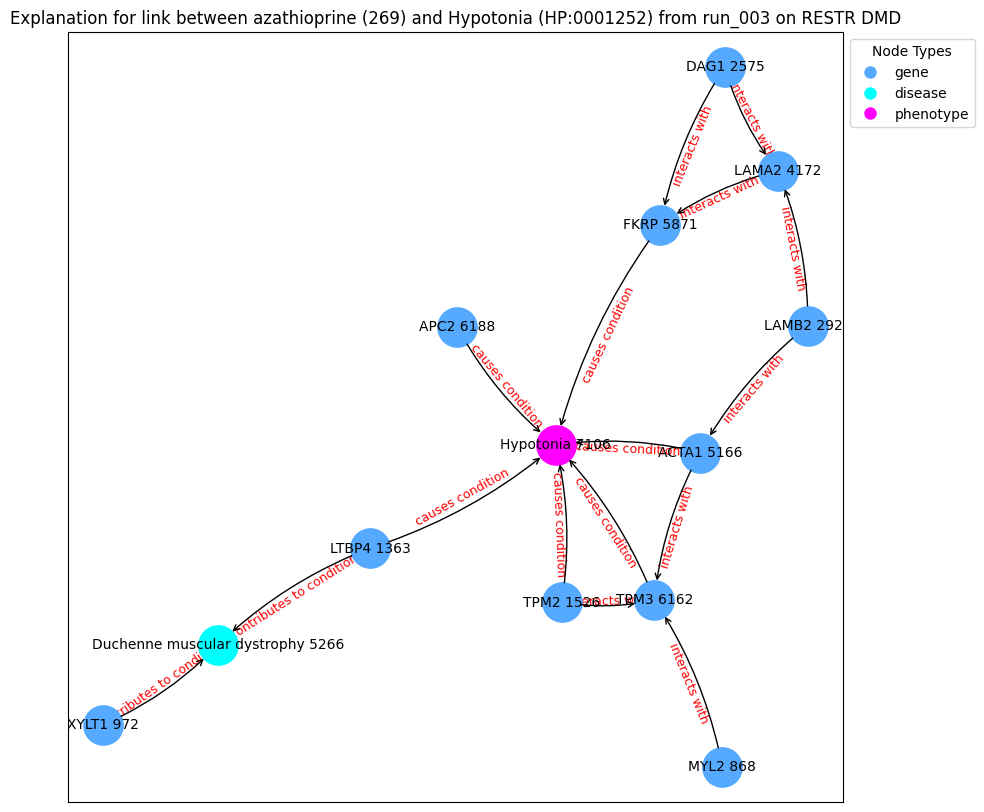 Explanation for link between azathioprine (269) and Hypotonia (HP:0001252) from run_003 on RESTR DMD
Node Types
gene
disease
phenotype
DAG1 2575
interacts with
interacts with
LAMA2 4172
interacts with
FKRP 5871
interacts with
causes condition
APC2 6188
LAMB2 292
causes condition
interacts with
Hypotonia 7106
causes condition
ACTA1 5166
causes condition
causes condition
causes condition
interacts with
LTBP4 1363
contributes to condition
TPM2 1526
interacts with
TPM3 6162
Duchenne muscular dystrophy 5266
contributes to condition
interacts with
XYLT1 972
MYL2 868